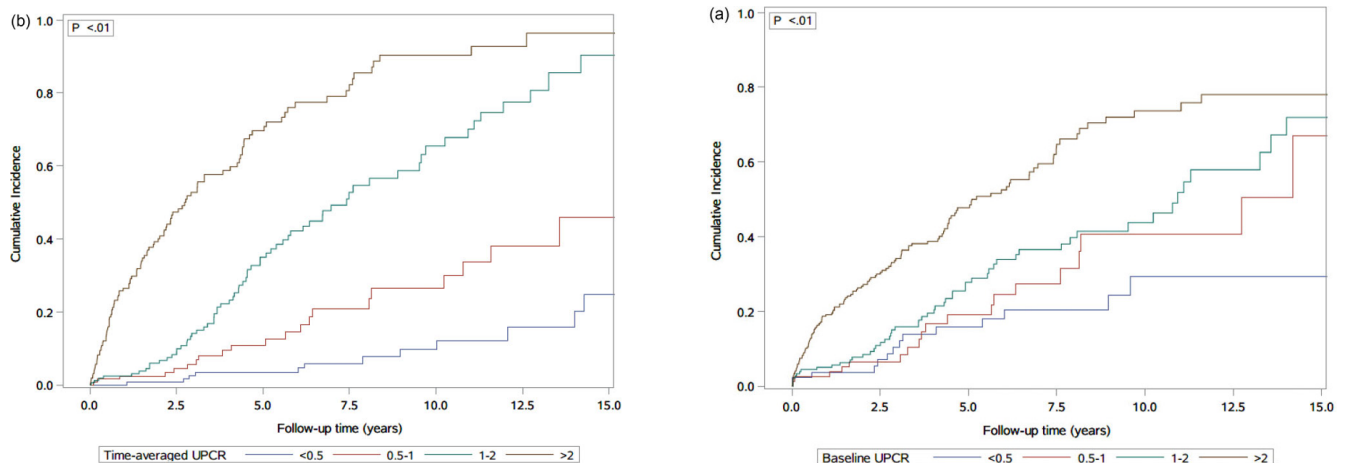 (b)
P <.01
1.0
0.8
0.6
0.4
0.2
0.0
Cumulative Incidence
0.0 2.5 5.0 7.5 10.0 12.5 15.0
Follow-up time (years)
Time-averaged UPCR <0.5 0.5-1 1-2 >2
(a)
P <.01
1.0
0.8
0.6
0.4
0.2
0.0
Cumulative Incidence
0.0 2.5 5.0 7.5 10.0 12.5 15.0
Follow-up time (years)
Baseline UPCR <0.5 0.5-1 1-2 >2